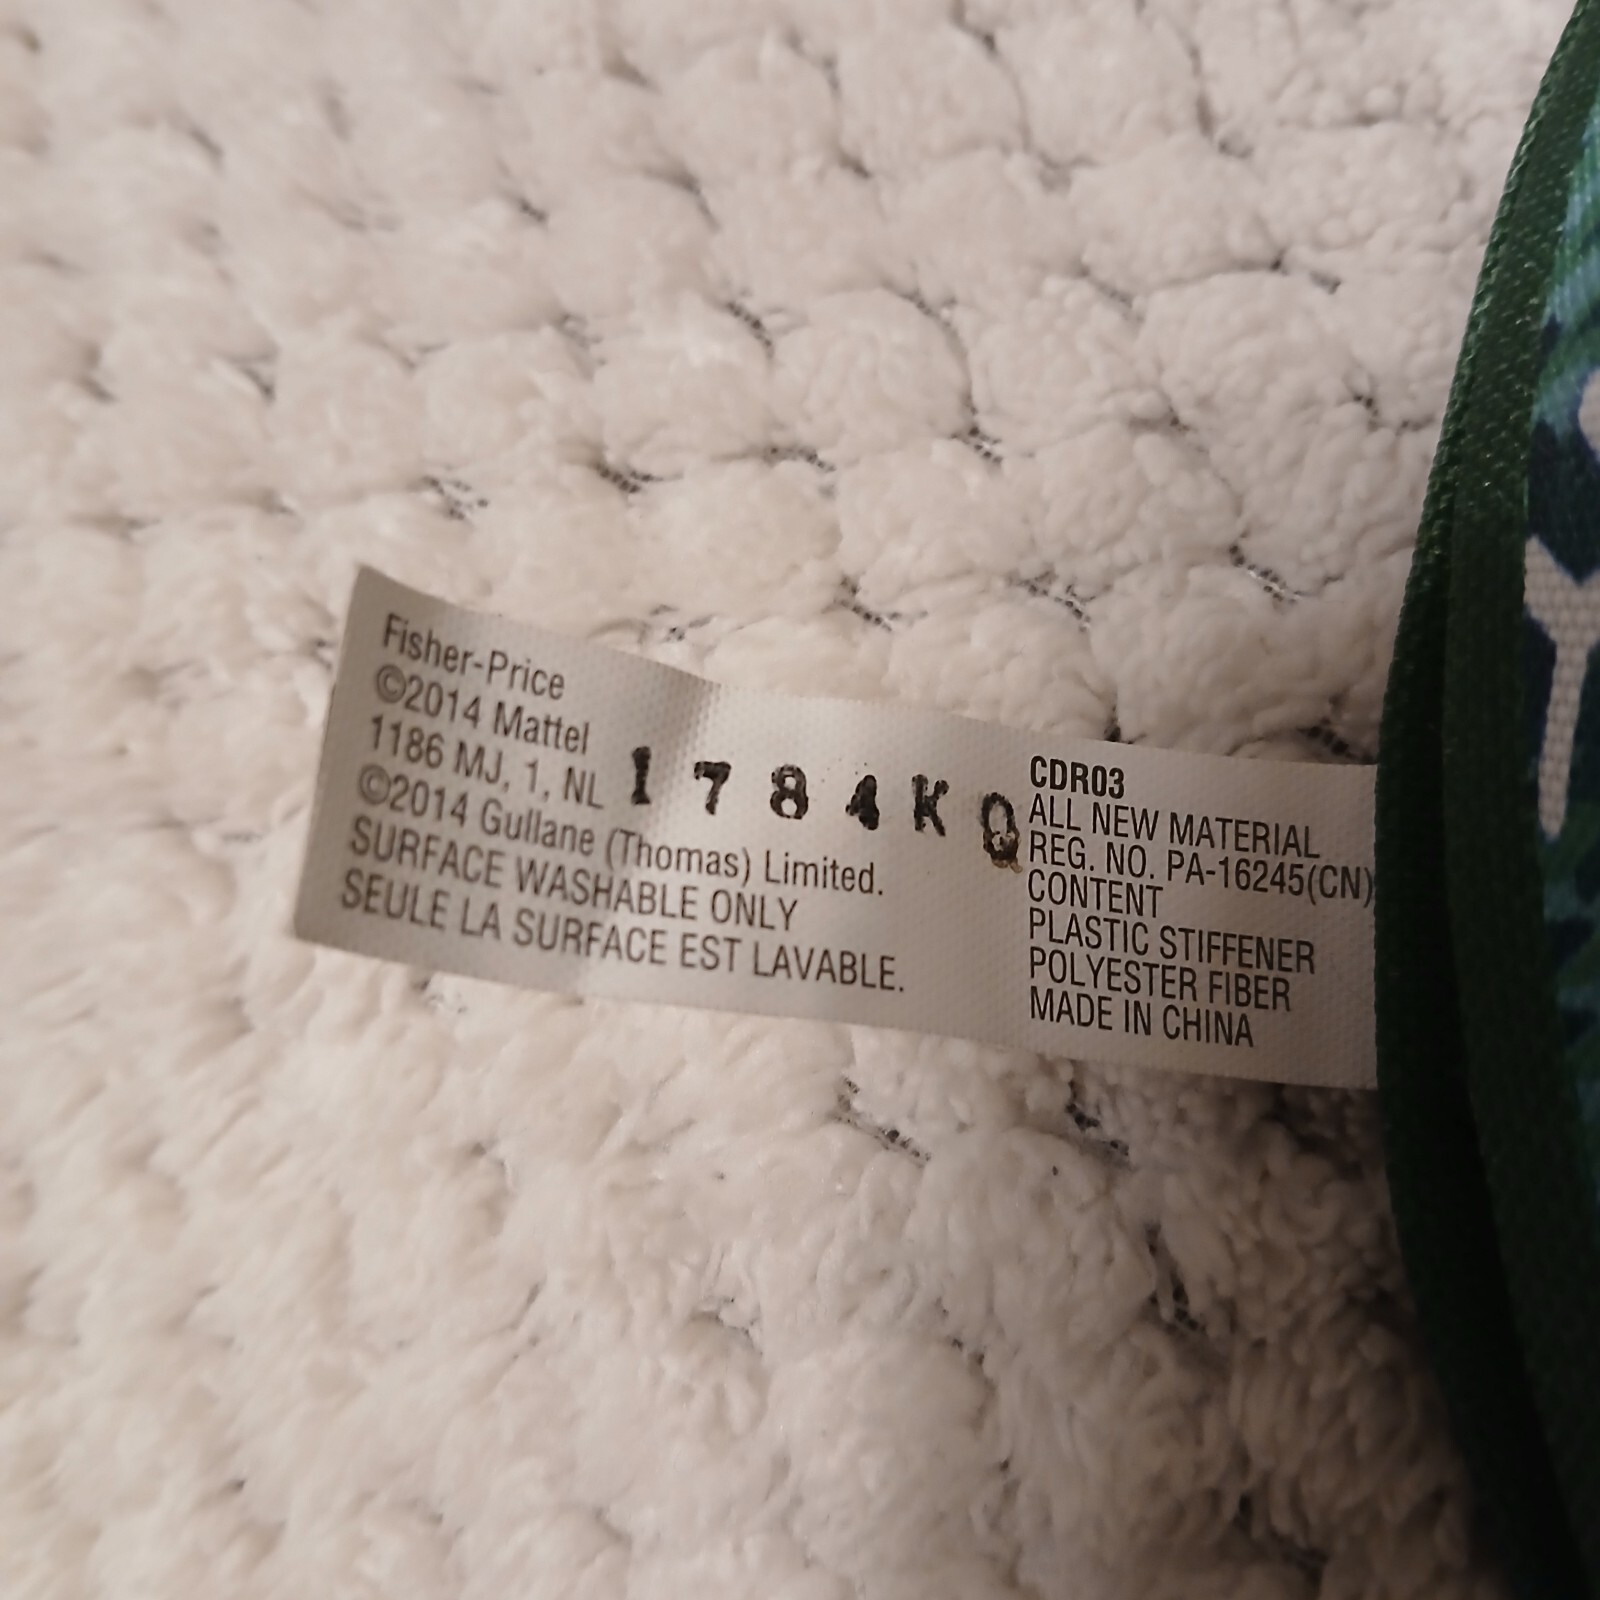 Fisher-Price
©2014 Mattel
1186 MJ, 1, NL
©2014 Gullane (Thomas) Limited.
SURFACE WASHABLE ONLY
SEULE LA SURFACE EST LAVABLE.
1784K0
CDR03
ALL NEW MATERIAL
REG. NO. PA-16245(CN)
CONTENT
PLASTIC STIFFENER
POLYESTER FIBER
MADE IN CHINA